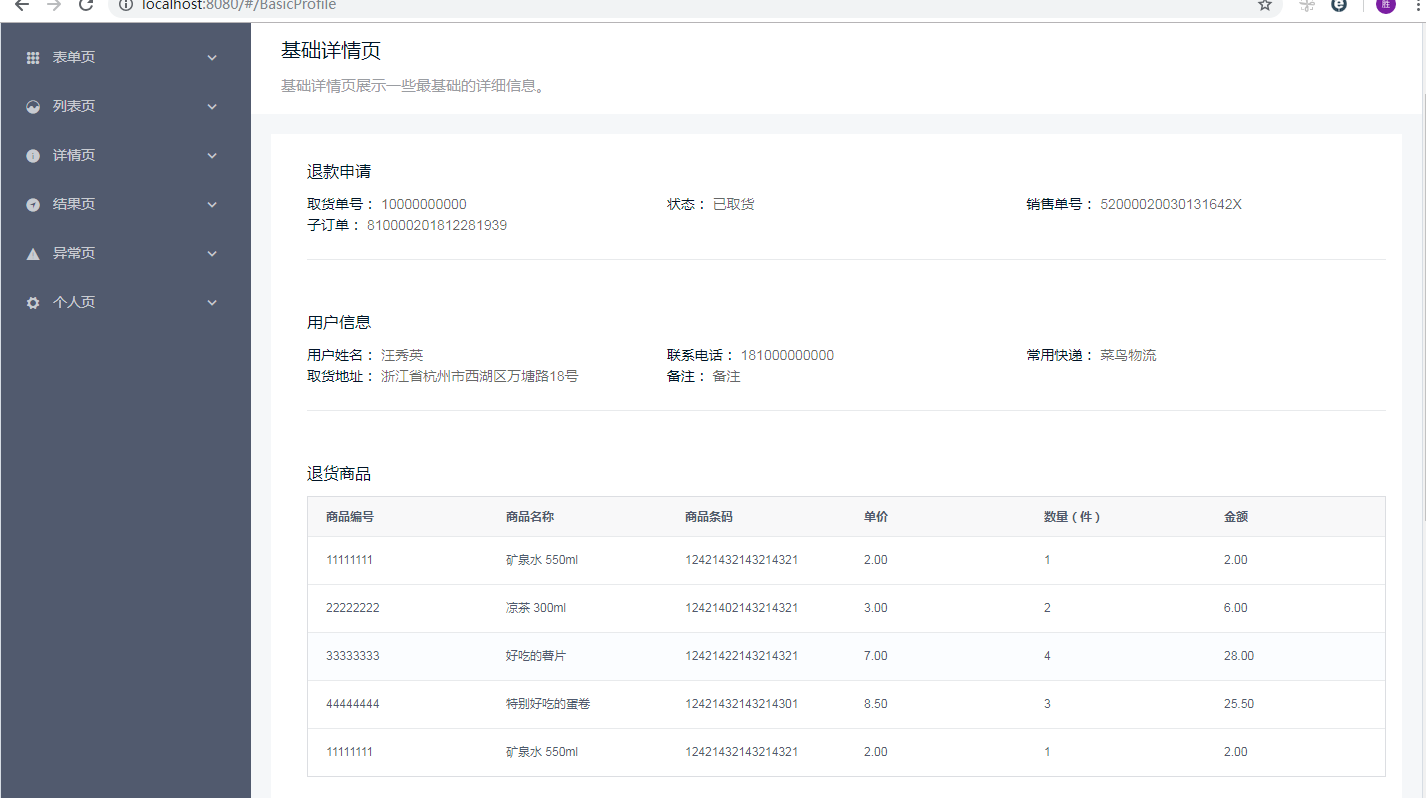 localhost:8080/#/BasicProfile
胜
表单页
列表页
详情页
结果页
异常页
个人页
基础详情页
基础详情页展示一些最基础的详细信息。
退款申请
取货单号： 10000000000 状态： 已取货 销售单号： 52000020030131642X
子订单： 810000201812281939
用户信息
用户姓名： 汪秀英 联系电话： 181000000000 常用快递： 菜鸟物流
取货地址： 浙江省杭州市西湖区万塘路18号 备注： 备注
退货商品
商品编号 商品名称 商品条码 单价 数量（件） 金额
11111111 矿泉水 550ml 12421432143214321 2.00 1 2.00
22222222 凉茶 300ml 12421402143214321 3.00 2 6.00
33333333 好吃的薯片 12421422143214321 7.00 4 28.00
44444444 特别好吃的蛋卷 12421432143214301 8.50 3 25.50
11111111 矿泉水 550ml 12421432143214321 2.00 1 2.00